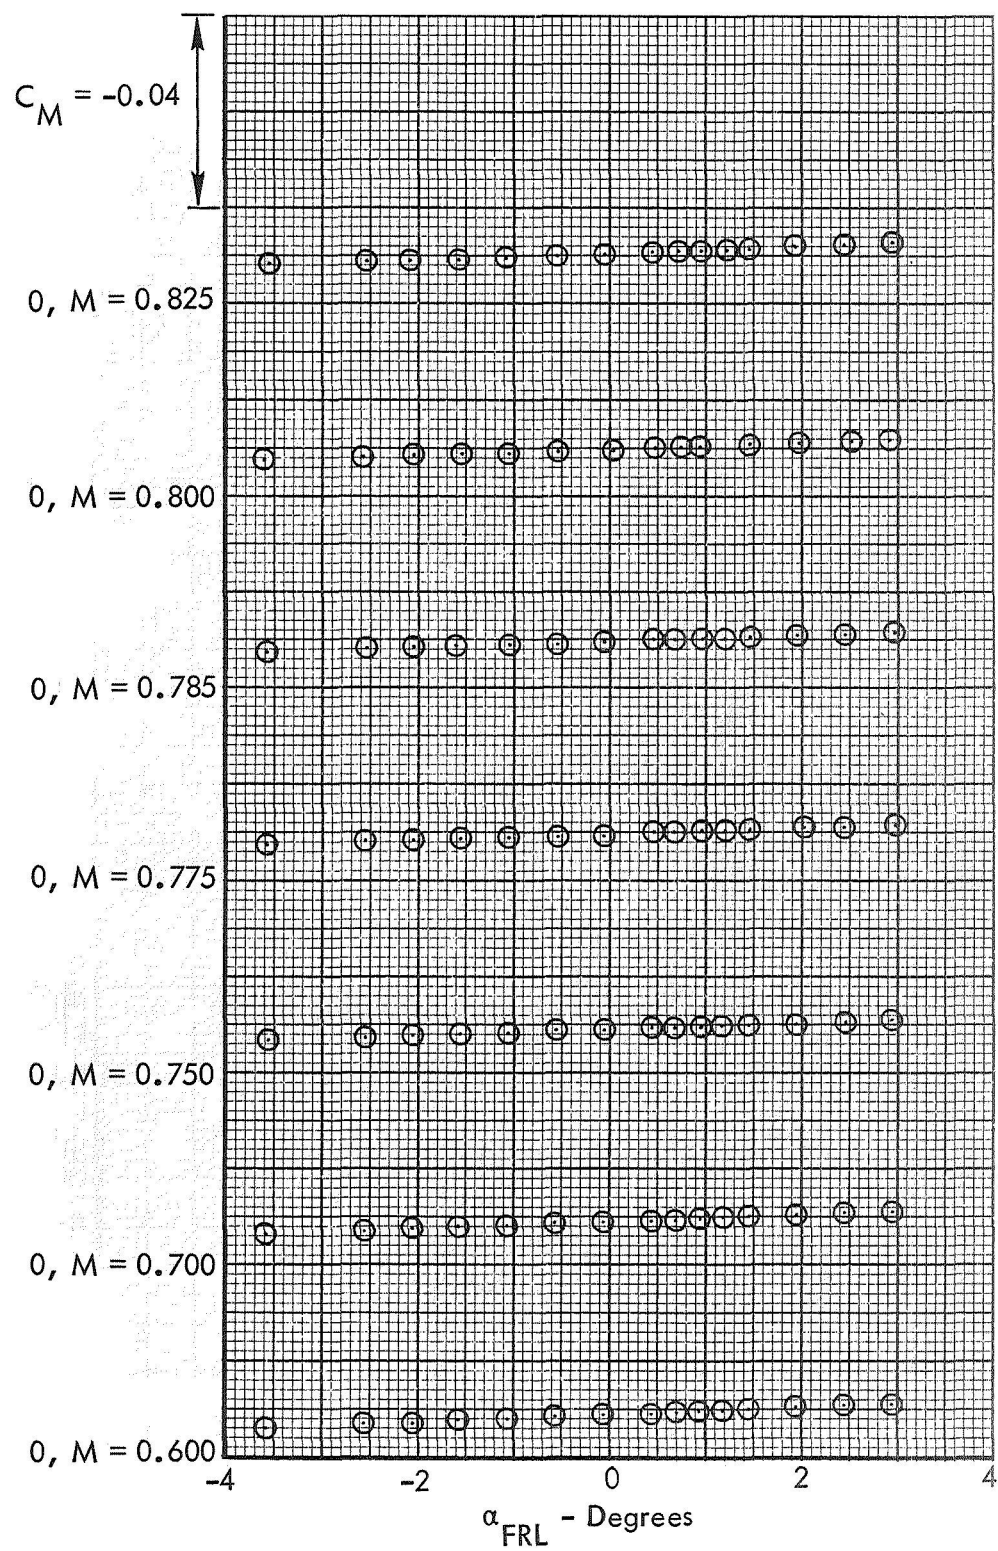 C_M = -0.04
0, M = 0.825
0, M = 0.800
0, M = 0.785
0, M = 0.775
0, M = 0.750
0, M = 0.700
0, M = 0.600
-4 -2 0 2 4
α_FRL - Degrees